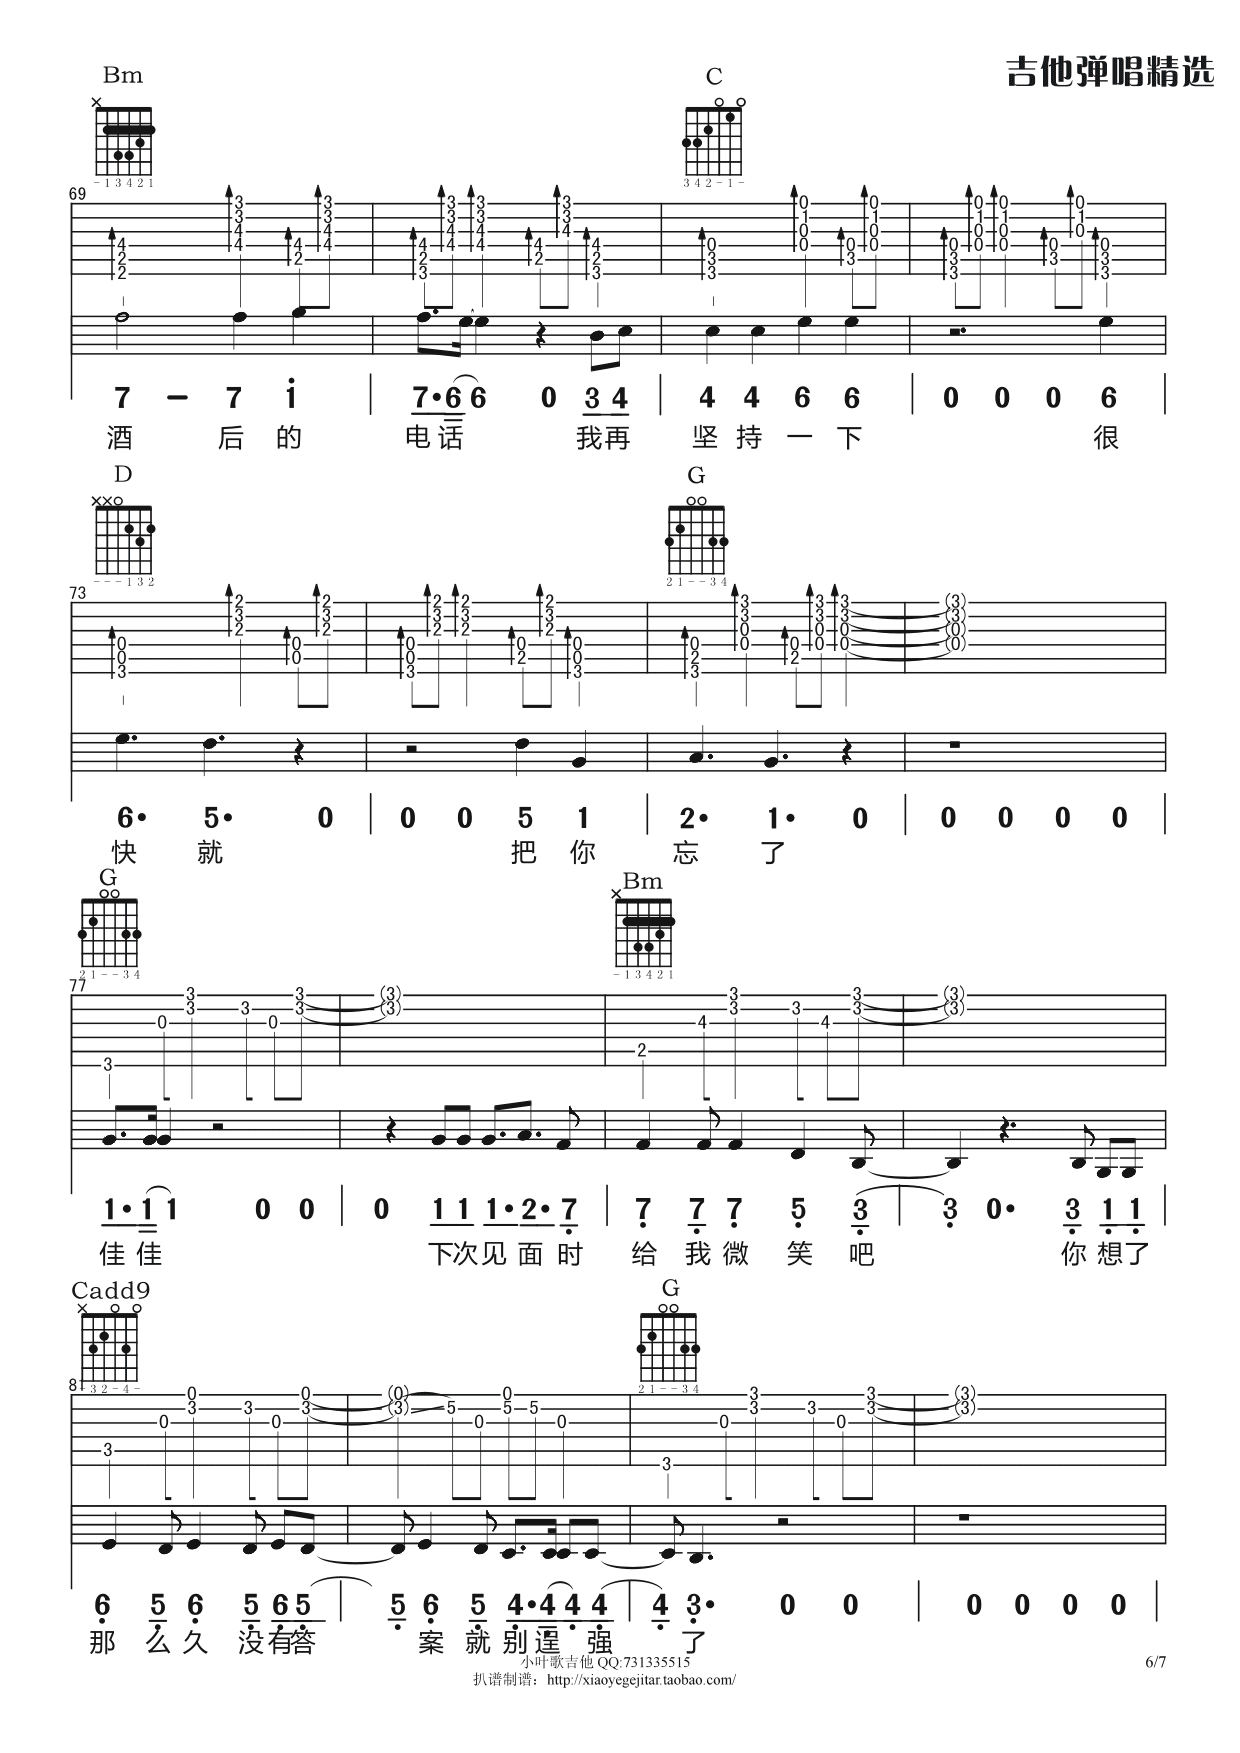 吉他弹唱精选
Bm C
69
7 – 7 i 7· 6 6 0 3 4 4 4 6 6 0 0 0 6
酒 后 的 电 话 我 再 坚 持 一 下 很
D G
73
6· 5· 0 0 0 5 1 2· 1· 0 0 0 0 0
快 就 把 你 忘 了
G Bm
77
1· 1 1 0 0 0 1 1 1· 2· 7 7 7 7 5 3 3 0· 3 1 1
佳 佳 下 次 见 面 时 给 我 微 笑 吧 你 想 了
Cadd9 G
81
6 5 6 5 6 5 5 6 5 4· 4 4 4 4 3· 0 0 0 0 0 0
那 么 久 没 有 答 案 就 别 逞 强 了
小叶歌吉他 QQ:731335515
6/7
扒谱制谱：http://xiaoyegejitar.taobao.com/